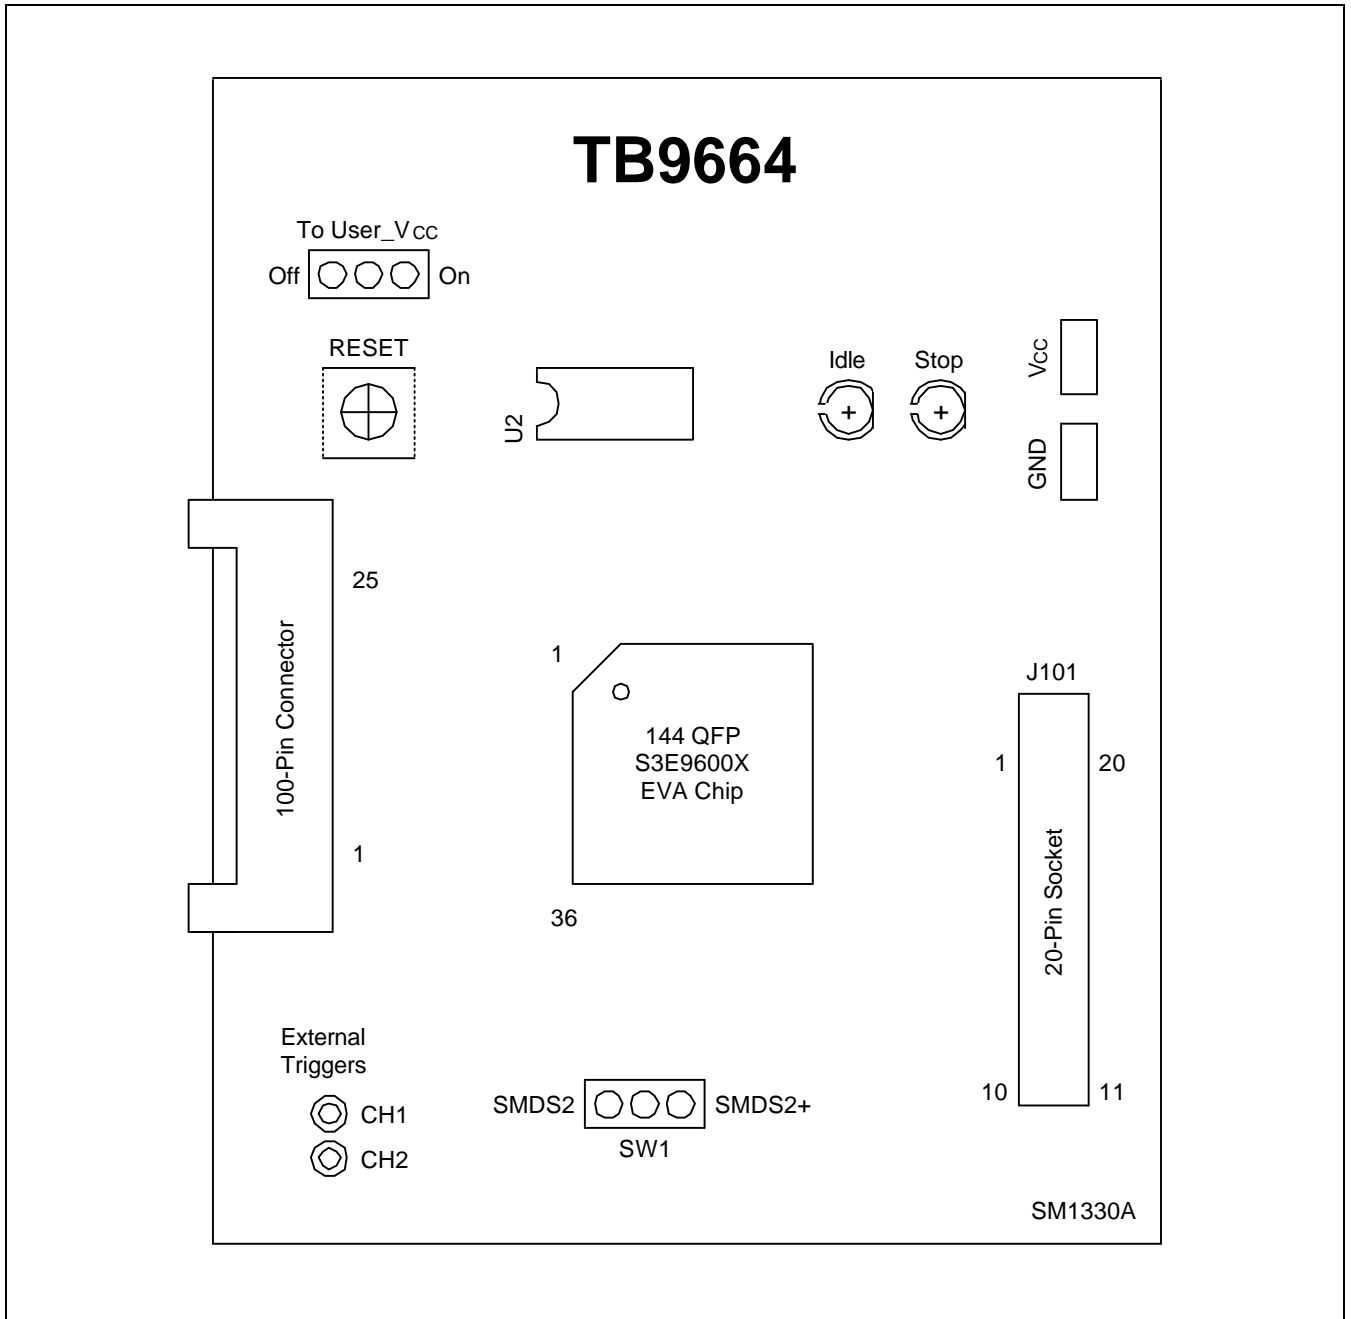 TB9664
To User_VCC
Off
On
RESET
U2
Idle
Stop
VCC
GND
25
100-Pin Connector
1
1
144 QFP
S3E9600X
EVA Chip
36
J101
1
20
20-Pin Socket
10
11
External
Triggers
CH1
CH2
SMDS2
SMDS2+
SW1
SM1330A